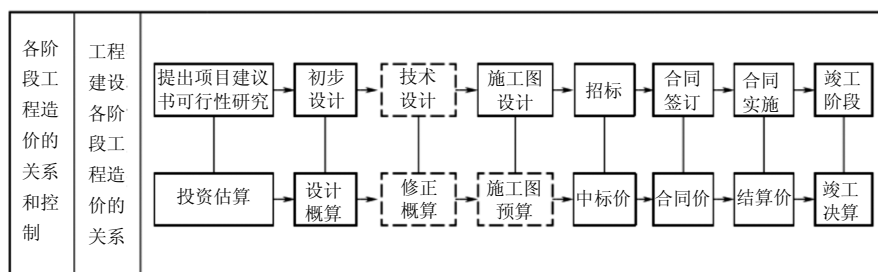 各阶
段工
程造
价的
关系
和控
制
工程
建设
各阶
段工
程造
价的
关系
提出项目建议
书可行性研究
初步
设计
技术
设计
施工图
设计
招标
合同
签订
合同
实施
竣工
阶段
投资估算
设计
概算
修正
概算
施工图
预算
中标价
合同价
结算价
竣工
决算